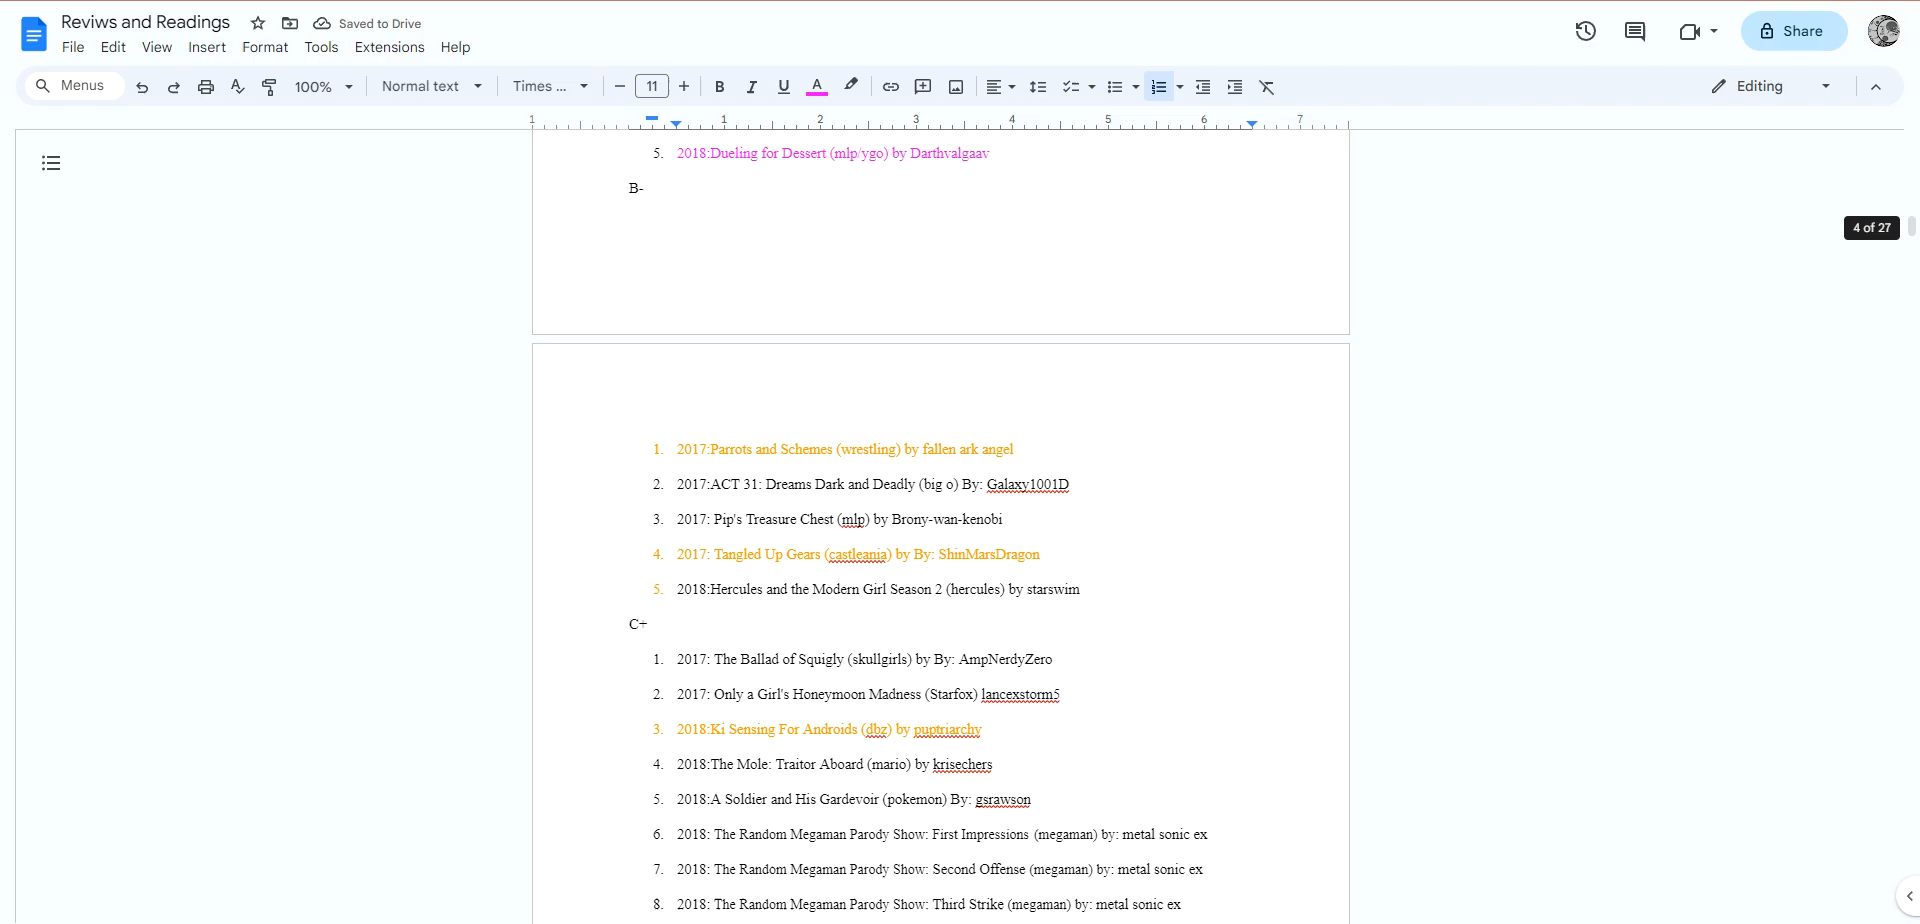 Reviws and Readings
Saved to Drive
Share
File Edit View Insert Format Tools Extensions Help
Menus 100% Normal text Times ... 11 B I U A Editing
1 1 2 3 4 5 6 7
5. 2018:Dueling for Dessert (mlp/ygo) by Darthvalgaav
B-
4 of 27
1. 2017:Parrots and Schemes (wrestling) by fallen ark angel
2. 2017:ACT 31: Dreams Dark and Deadly (big o) By: Galaxy1001D
3. 2017: Pip's Treasure Chest (mlp) by Brony-wan-kenobi
4. 2017: Tangled Up Gears (castleania) by By: ShinMarsDragon
5. 2018:Hercules and the Modern Girl Season 2 (hercules) by starswim
C+
1. 2017: The Ballad of Squigly (skullgirls) by By: AmpNerdyZero
2. 2017: Only a Girl's Honeymoon Madness (Starfox) lancexstorm5
3. 2018:Ki Sensing For Androids (dbz) by puptriarchy
4. 2018:The Mole: Traitor Aboard (mario) by krisechers
5. 2018:A Soldier and His Gardevoir (pokemon) By: gsrawson
6. 2018: The Random Megaman Parody Show: First Impressions (megaman) by: metal sonic ex
7. 2018: The Random Megaman Parody Show: Second Offense (megaman) by: metal sonic ex
8. 2018: The Random Megaman Parody Show: Third Strike (megaman) by: metal sonic ex